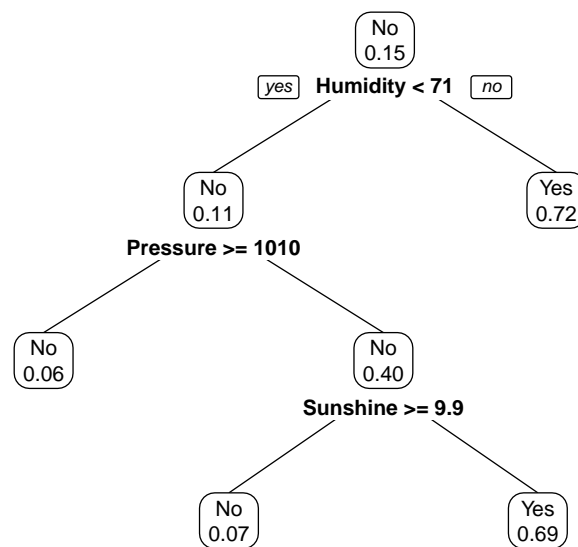 No
0.15
yes Humidity < 71 no
No
0.11
Yes
0.72
Pressure >= 1010
No
0.06
No
0.40
Sunshine >= 9.9
No
0.07
Yes
0.69